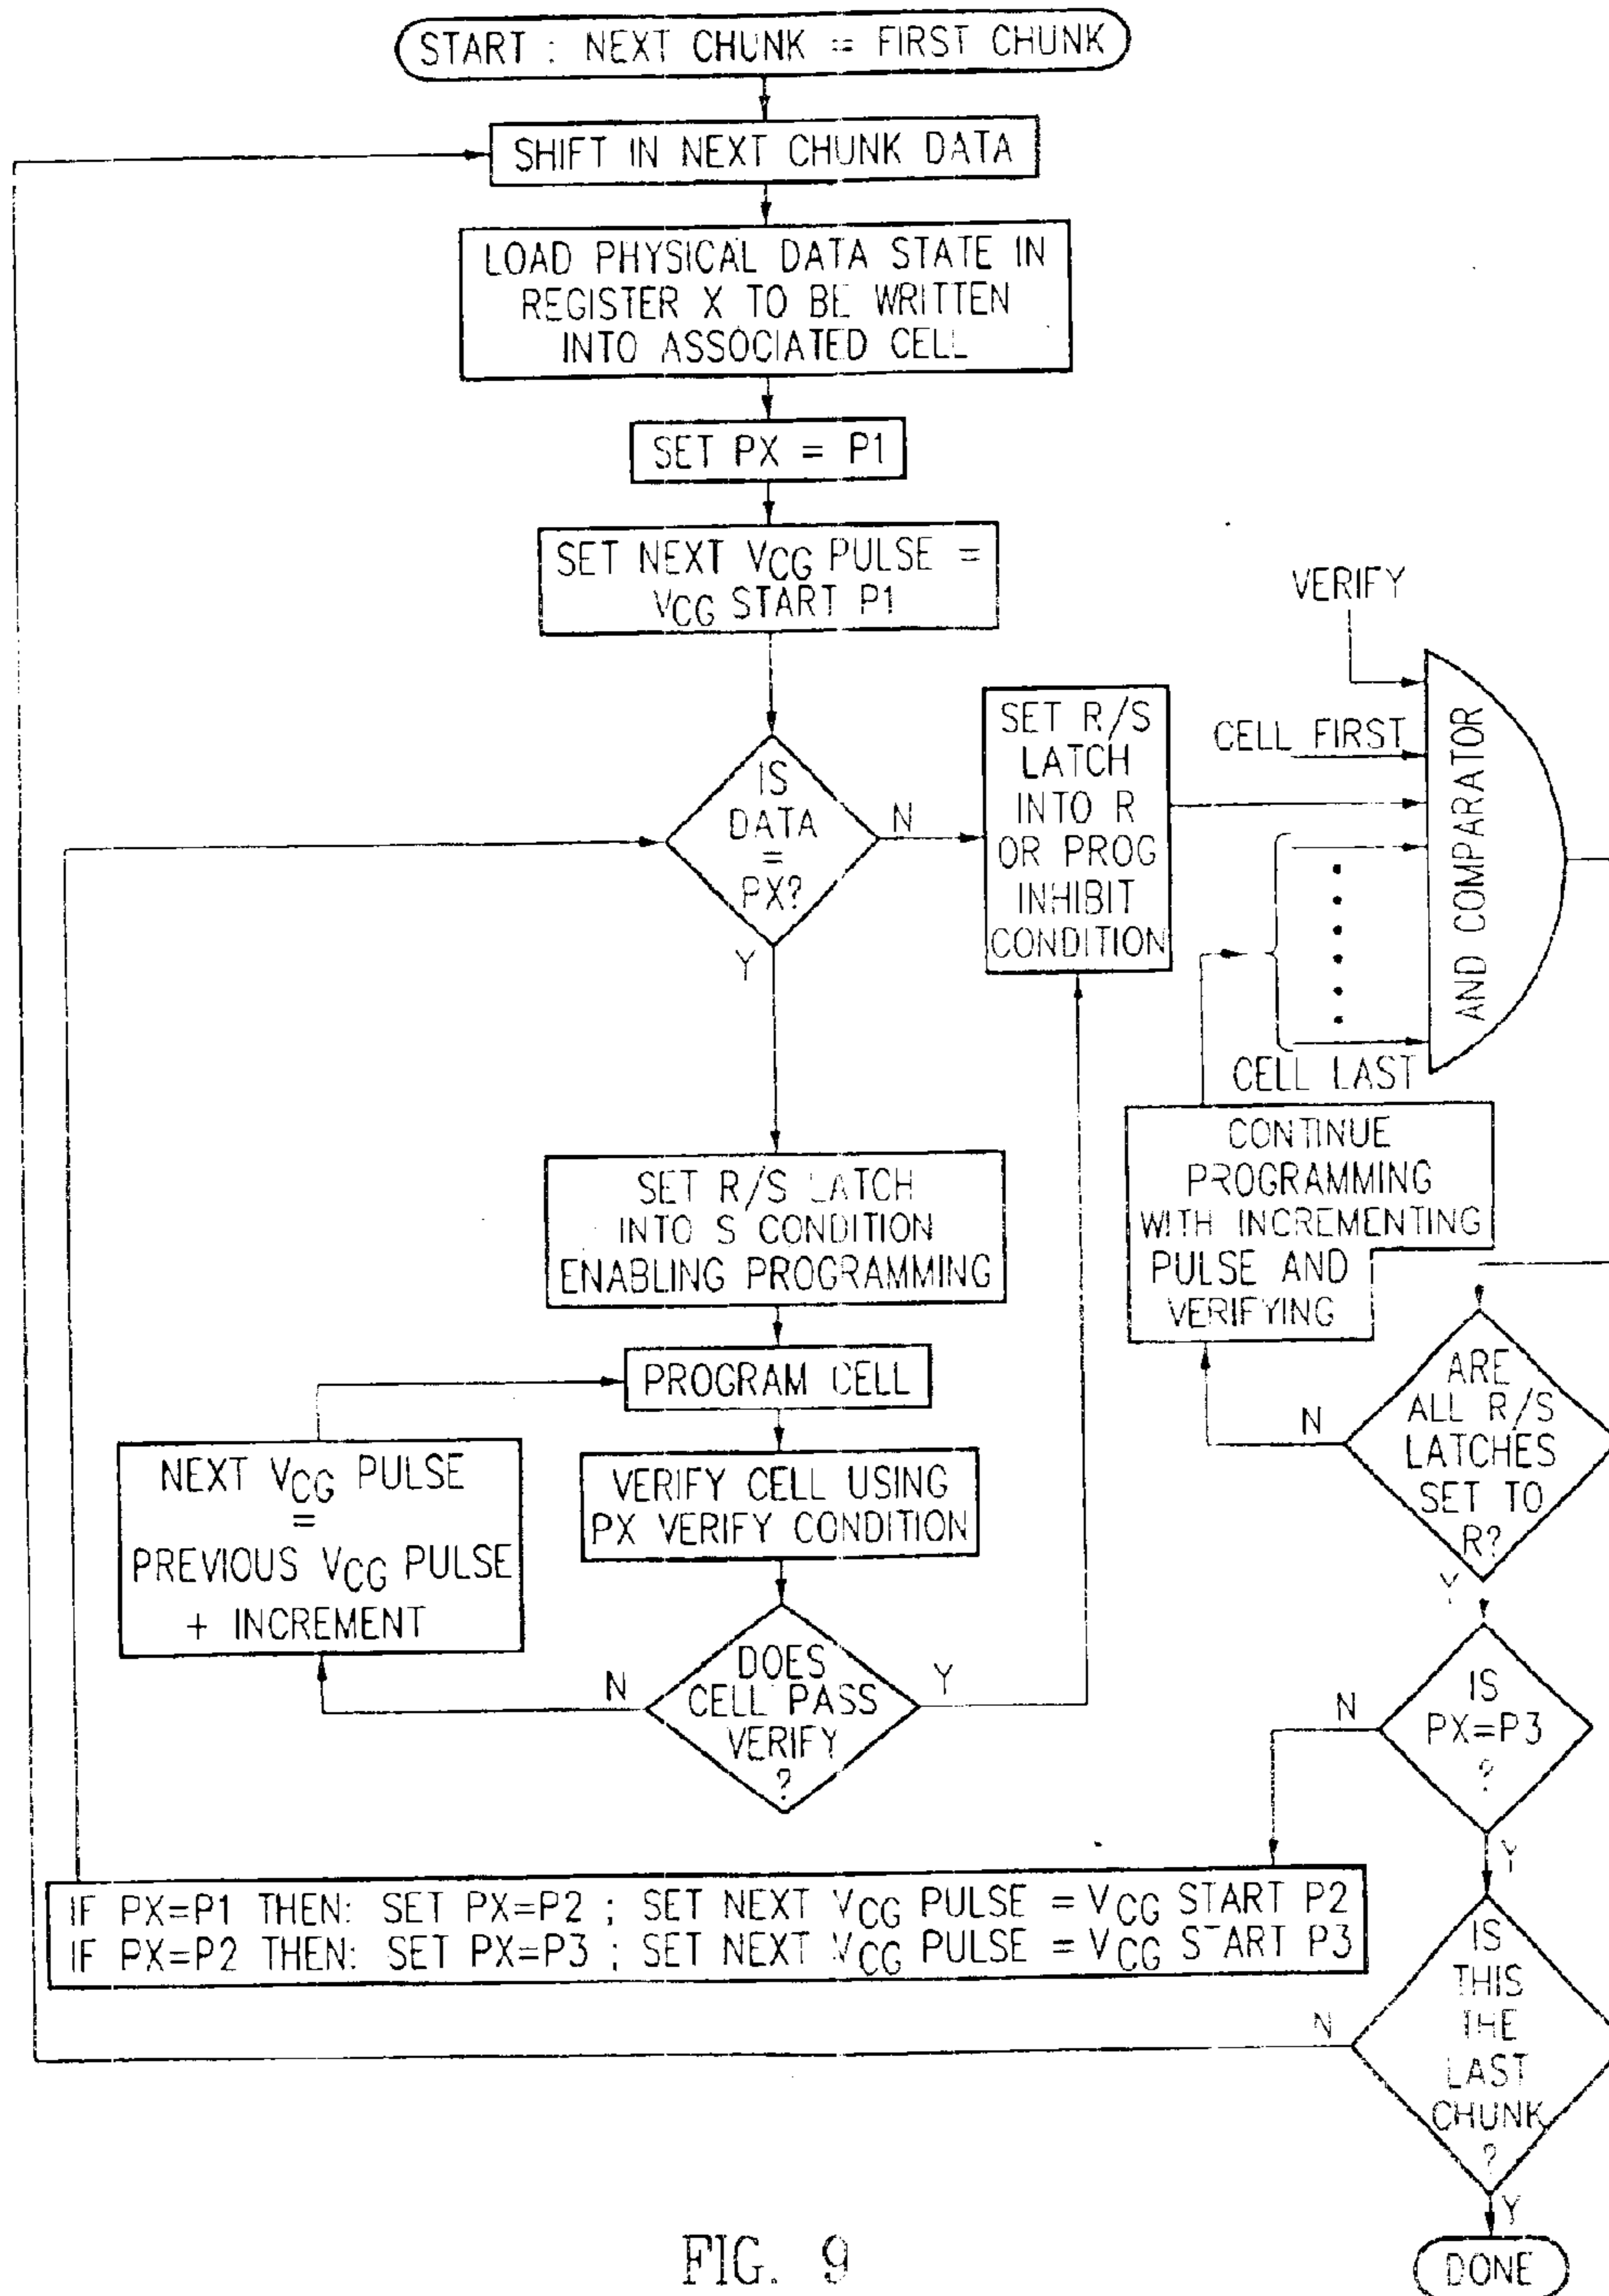 START : NEXT CHUNK = FIRST CHUNK
SHIFT IN NEXT CHUNK DATA
LOAD PHYSICAL DATA STATE IN
REGISTER X TO BE WRITTEN
INTO ASSOCIATED CELL
SET PX = P1
SET NEXT VCG PULSE =
VCG START P1
IS
DATA
=
PX?
N
Y
SET R/S
LATCH
INTO R
OR PROG
INHIBIT
CONDITION
VERIFY
CELL FIRST
CELL LAST
AND COMPARATOR
SET R/S LATCH
INTO S CONDITION
ENABLING PROGRAMMING
PROGRAM CELL
VERIFY CELL USING
PX VERIFY CONDITION
DOES
CELL PASS
VERIFY
?
N
Y
NEXT VCG PULSE
=
PREVIOUS VCG PULSE
+ INCREMENT
CONTINUE
PROGRAMMING
WITH INCREMENTING
PULSE AND
VERIFYING
ARE
ALL R/S
LATCHES
SET TO
R?
N
Y
IS
PX=P3
?
N
Y
IF PX=P1 THEN: SET PX=P2 ; SET NEXT VCG PULSE = VCG START P2
IF PX=P2 THEN: SET PX=P3 ; SET NEXT VCG PULSE = VCG START P3
IS
THIS
THE
LAST
CHUNK
?
N
Y
DONE
FIG. 9